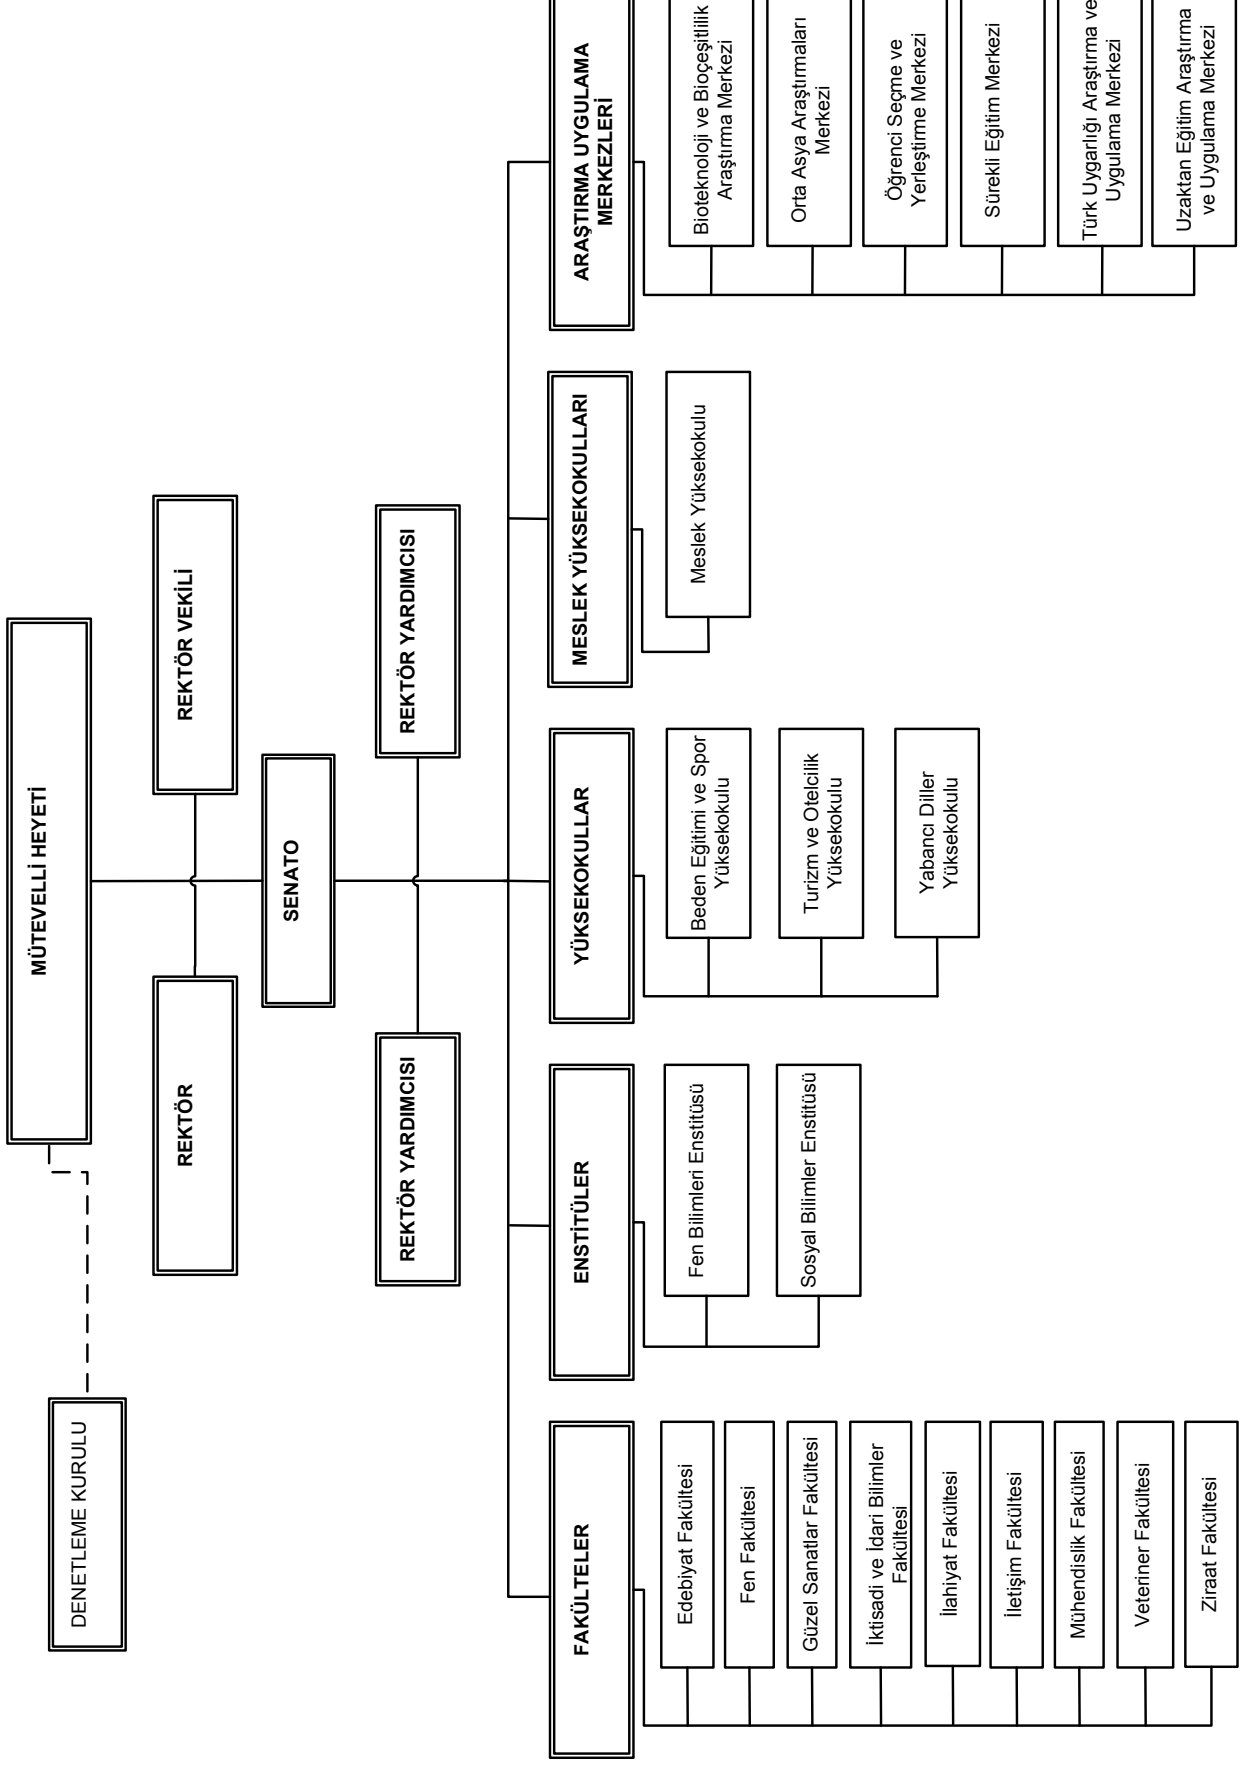 MÜTEVELLİ HEYETİ
DENETLEME KURULU
REKTÖR
REKTÖR VEKİLİ
SENATO
REKTÖR YARDIMCISI
REKTÖR YARDIMCISI
FAKÜLTELER
Edebiyat Fakültesi
Fen Fakültesi
Güzel Sanatlar Fakültesi
İktisadi ve İdari Bilimler
Fakültesi
İlahiyat Fakültesi
İletişim Fakültesi
Mühendislik Fakültesi
Veteriner Fakültesi
Ziraat Fakültesi
ENSTİTÜLER
Fen Bilimleri Enstitüsü
Sosyal Bilimler Enstitüsü
YÜKSEKOKULLAR
Beden Eğitimi ve Spor
Yüksekokulu
Turizm ve Otelcilik
Yüksekokulu
Yabancı Diller
Yüksekokulu
MESLEK YÜKSEKOKULLARI
Meslek Yüksekokulu
ARAŞTIRMA UYGULAMA
MERKEZLERİ
Bioteknoloji ve Bioçeşitlilik
Araştırma Merkezi
Orta Asya Araştırmaları
Merkezi
Öğrenci Seçme ve
Yerleştirme Merkezi
Sürekli Eğitim Merkezi
Türk Uygarlığı Araştırma ve
Uygulama Merkezi
Uzaktan Eğitim Araştırma
ve Uygulama Merkezi